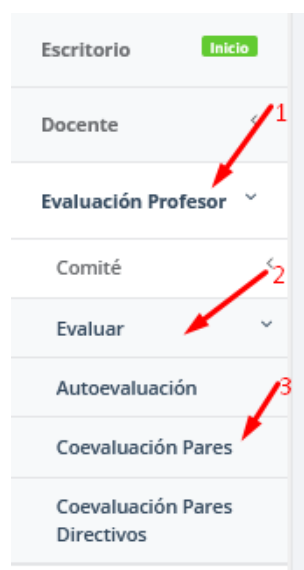 Escritorio Inicio
Docente
1
Evaluación Profesor
Comité
2
Evaluar
Autoevaluación
3
Coevaluación Pares
Coevaluación Pares
Directivos